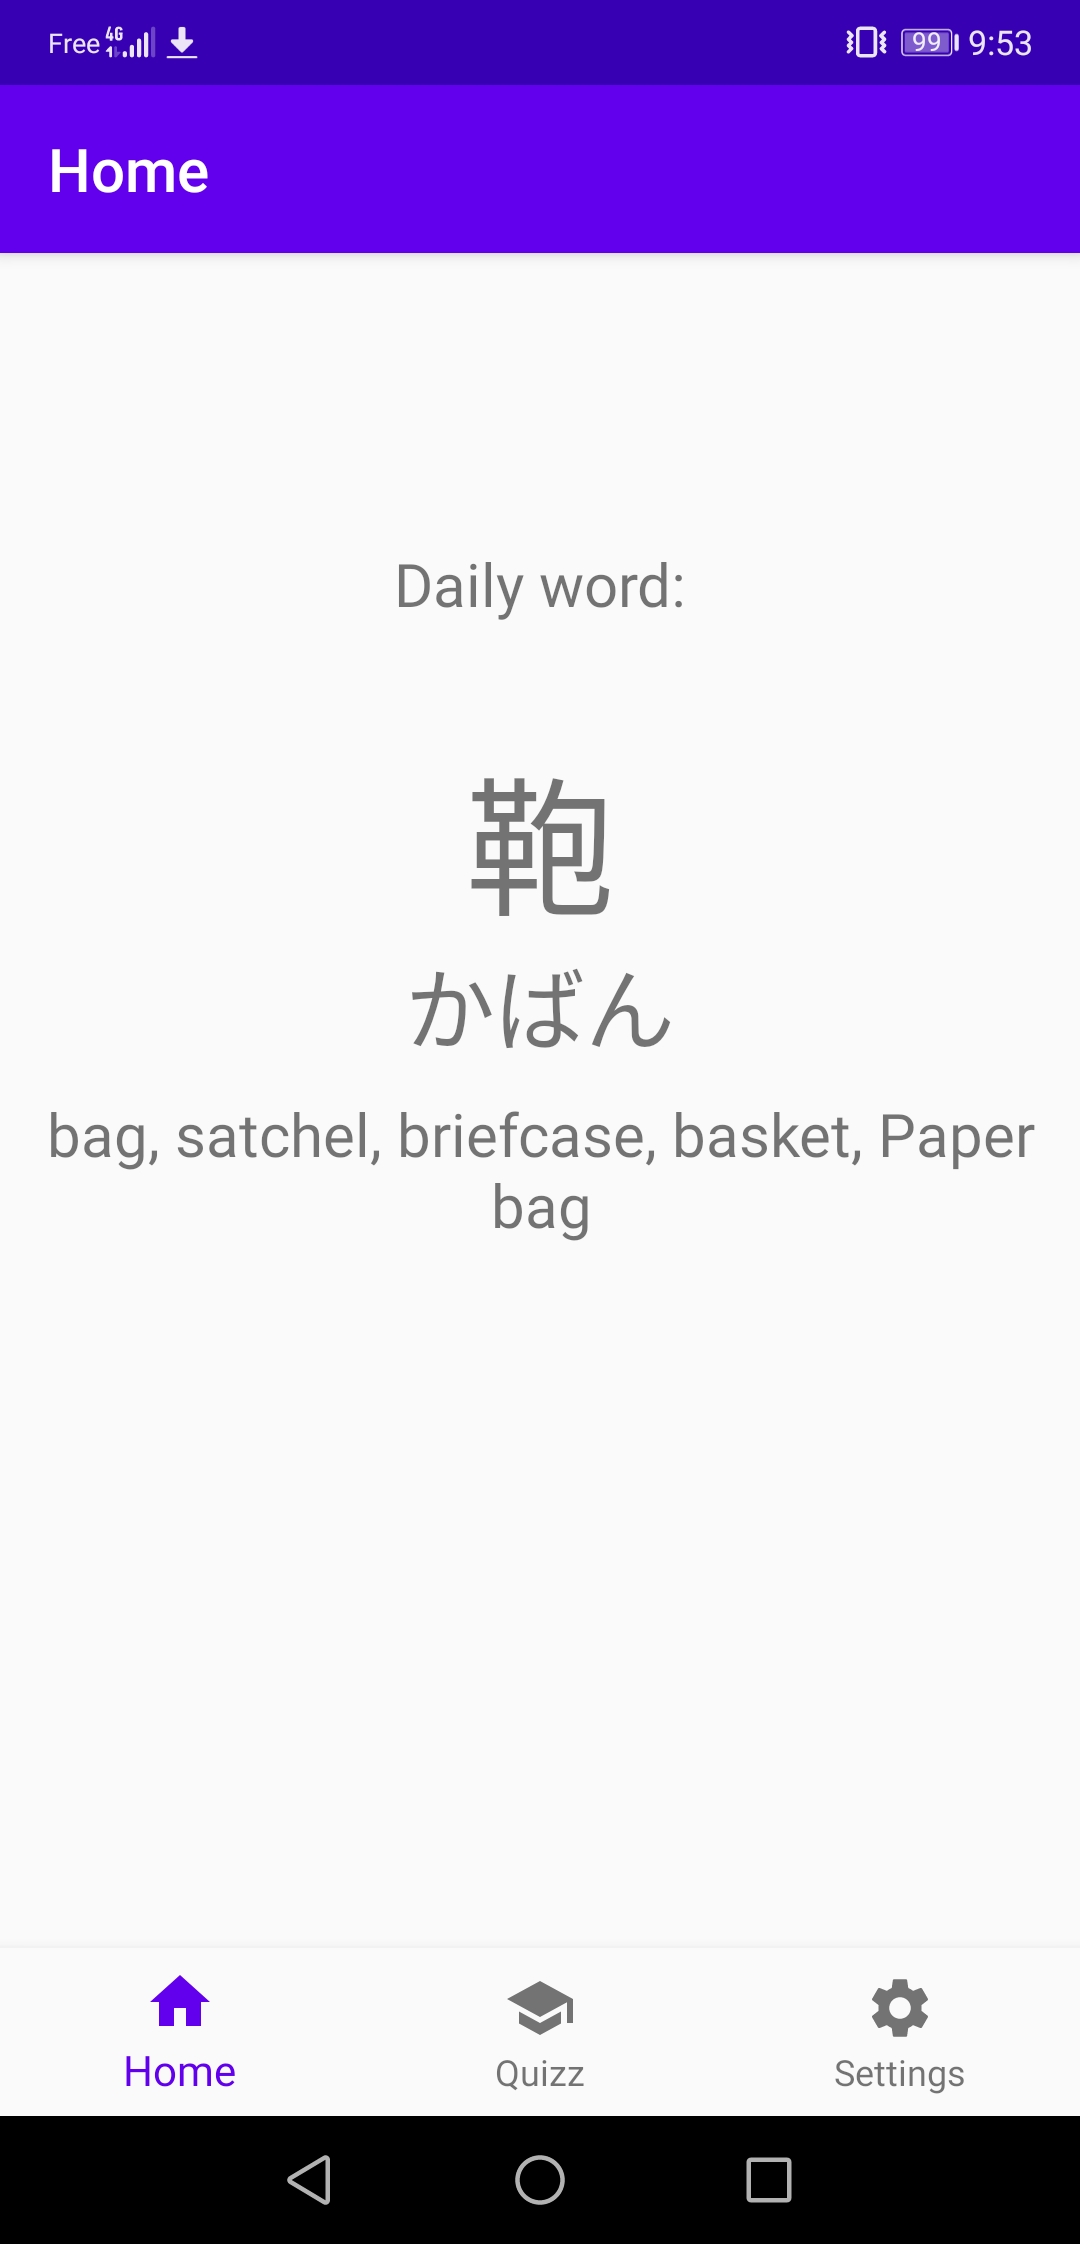 Free 4G 99 9:53
Home
Daily word:
鞄
かばん
bag, satchel, briefcase, basket, Paper
bag
Home Quizz Settings